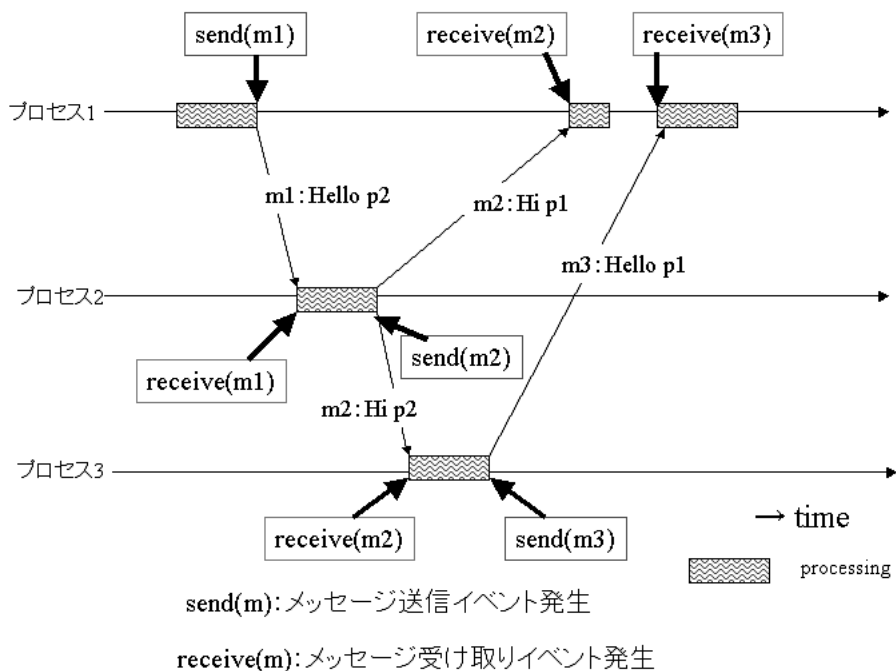 send(m1)
receive(m2)
receive(m3)
プロセス1
m1：Hello p2
m2：Hi p1
m3：Hello p1
プロセス2
receive(m1)
send(m2)
m2：Hi p2
プロセス3
receive(m2)
send(m3)
→ time
processing
send(m)：メッセージ送信イベント発生
receive(m)：メッセージ受け取りイベント発生